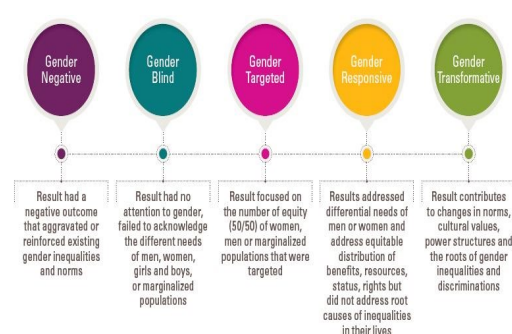 Gender
Negative
Gender
Blind
Gender
Targeted
Gender
Responsive
Gender
Transformative
Result had a
negative outcome
that aggravated or
reinforced existing
gender inequalities
and norms
Result had no
attention to gender,
failed to acknowledge
the different needs
of men, women,
girls and boys,
or marginalized
populations
Result focused on
the number of equity
(50/50) of women,
men or marginalized
populations that were
targeted
Results addressed
differential needs of
men or women and
address equitable
distribution of
benefits, resources,
status, rights but
did not address root
causes of inequalities
in their lives
Result contributes
to changes in norms,
cultural values,
power structures and
the roots of gender
inequalities and
discriminations